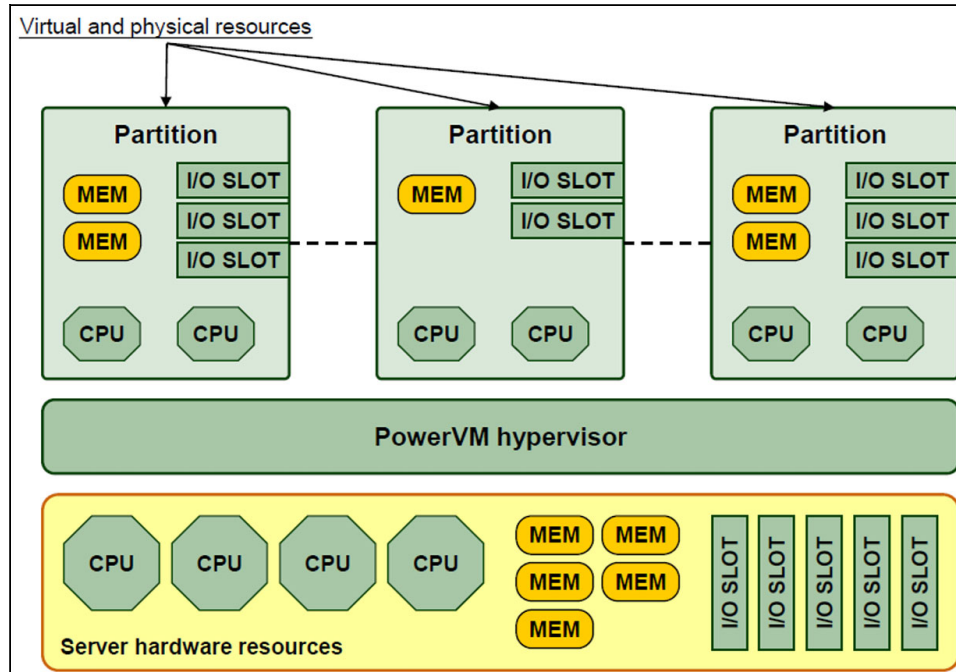 Virtual and physical resources
Partition
MEM
MEM
I/O SLOT
I/O SLOT
I/O SLOT
CPU
CPU
Partition
MEM
I/O SLOT
I/O SLOT
CPU
CPU
Partition
MEM
MEM
I/O SLOT
I/O SLOT
I/O SLOT
CPU
CPU
PowerVM hypervisor
CPU
CPU
CPU
CPU
MEM
MEM
MEM
MEM
MEM
I/O SLOT
I/O SLOT
I/O SLOT
I/O SLOT
I/O SLOT
Server hardware resources